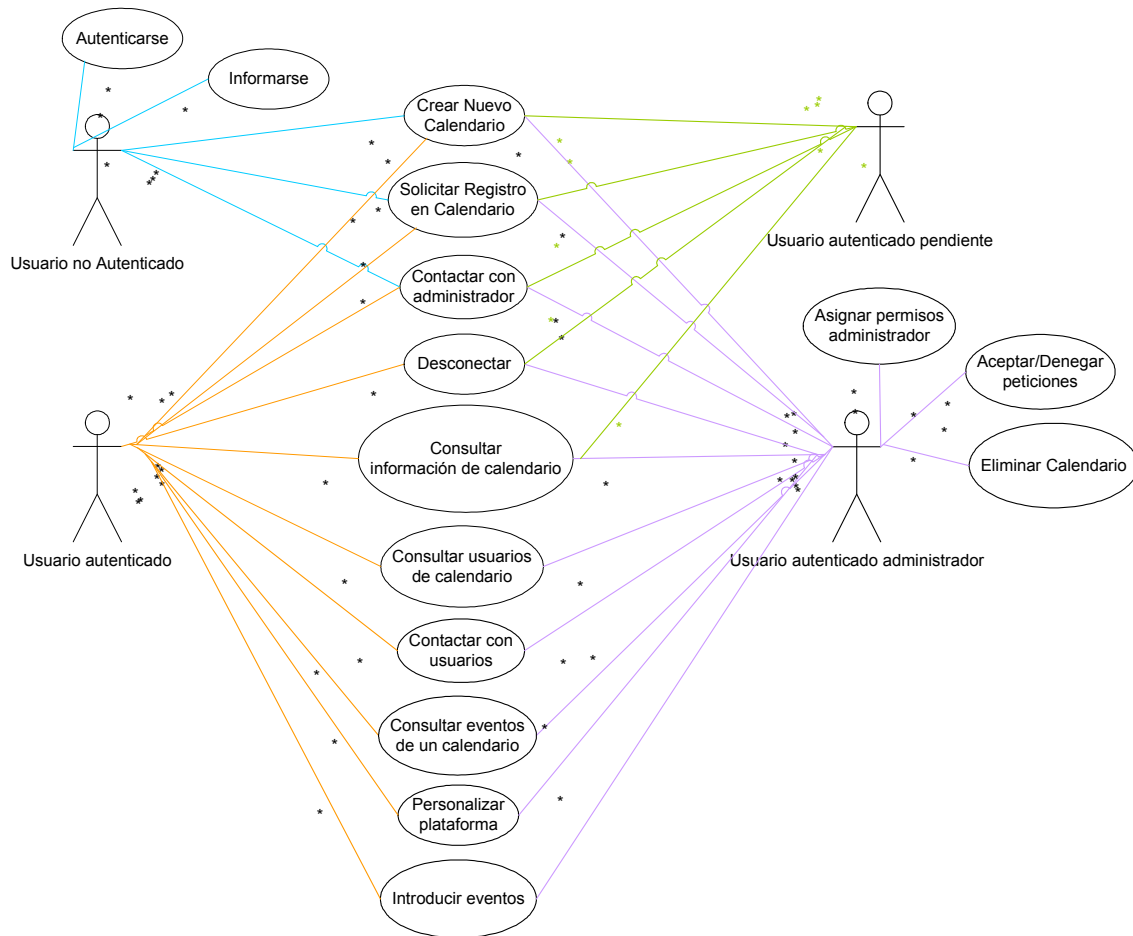 Autenticarse
Informarse
Crear Nuevo
Calendario
Solicitar Registro
en Calendario
Usuario autenticado pendiente
Usuario no Autenticado
Contactar con
administrador
Asignar permisos
administrador
Desconectar
Aceptar/Denegar
peticiones
Consultar
información de calendario
Eliminar Calendario
Usuario autenticado
Consultar usuarios
de calendario
Usuario autenticado administrador
Contactar con
usuarios
Consultar eventos
de un calendario
Personalizar
plataforma
Introducir eventos